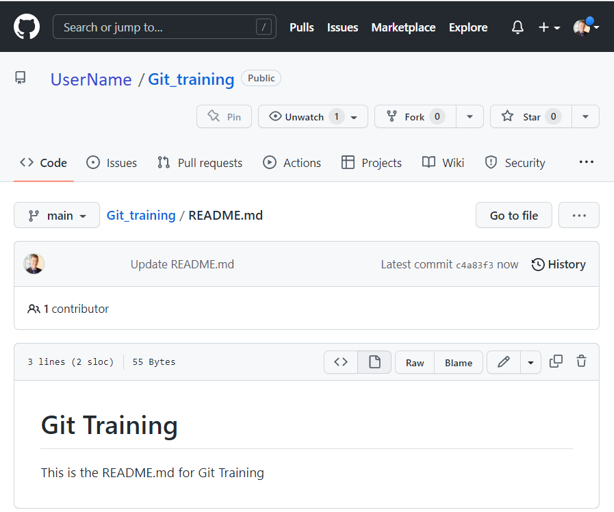 Search or jump to... / Pulls Issues Marketplace Explore
UserName / Git_training Public
Pin Unwatch 1 Fork 0 Star 0
Code Issues Pull requests Actions Projects Wiki Security ...
main Git_training / README.md Go to file ...
Update README.md Latest commit c4a83f3 now History
1 contributor
3 lines (2 sloc) 55 Bytes <> Raw Blame
Git Training
This is the README.md for Git Training